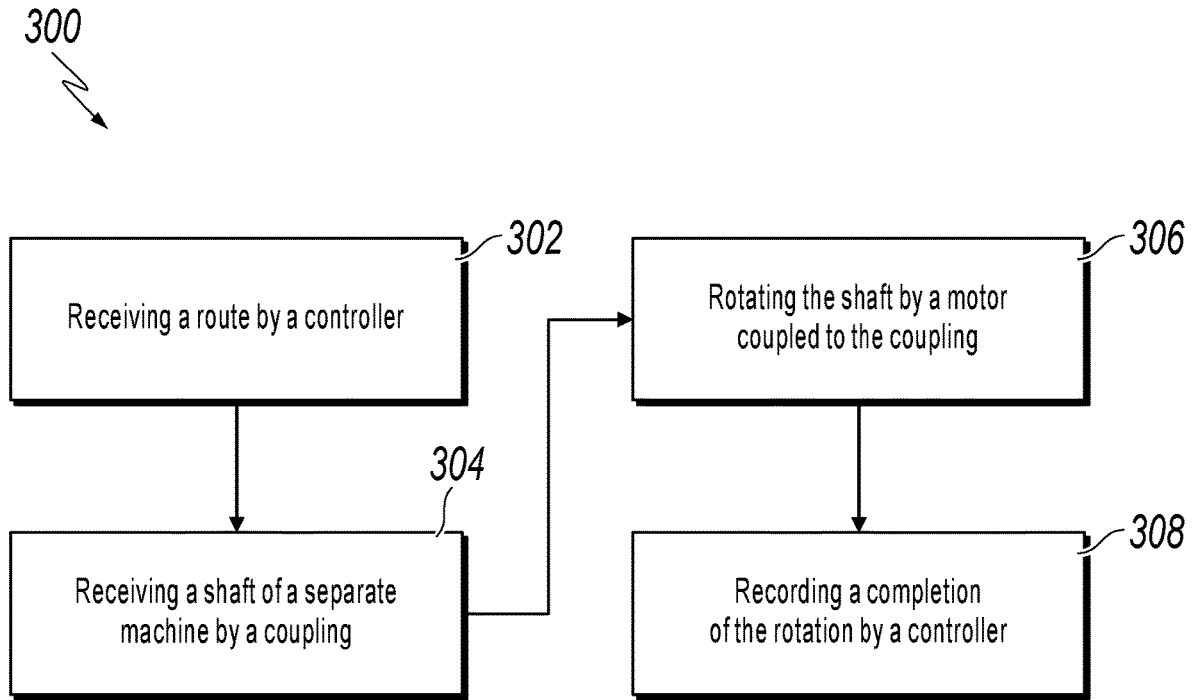 300
302
Receiving a route by a controller
304
Receiving a shaft of a separate
machine by a coupling
306
Rotating the shaft by a motor
coupled to the coupling
308
Recording a completion
of the rotation by a controller